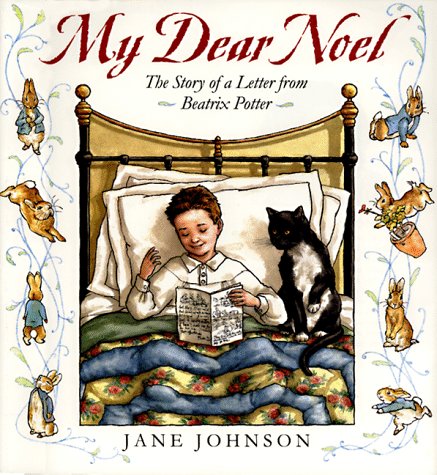 My Dear Noel
The Story of a Letter from
Beatrix Potter
JANE JOHNSON